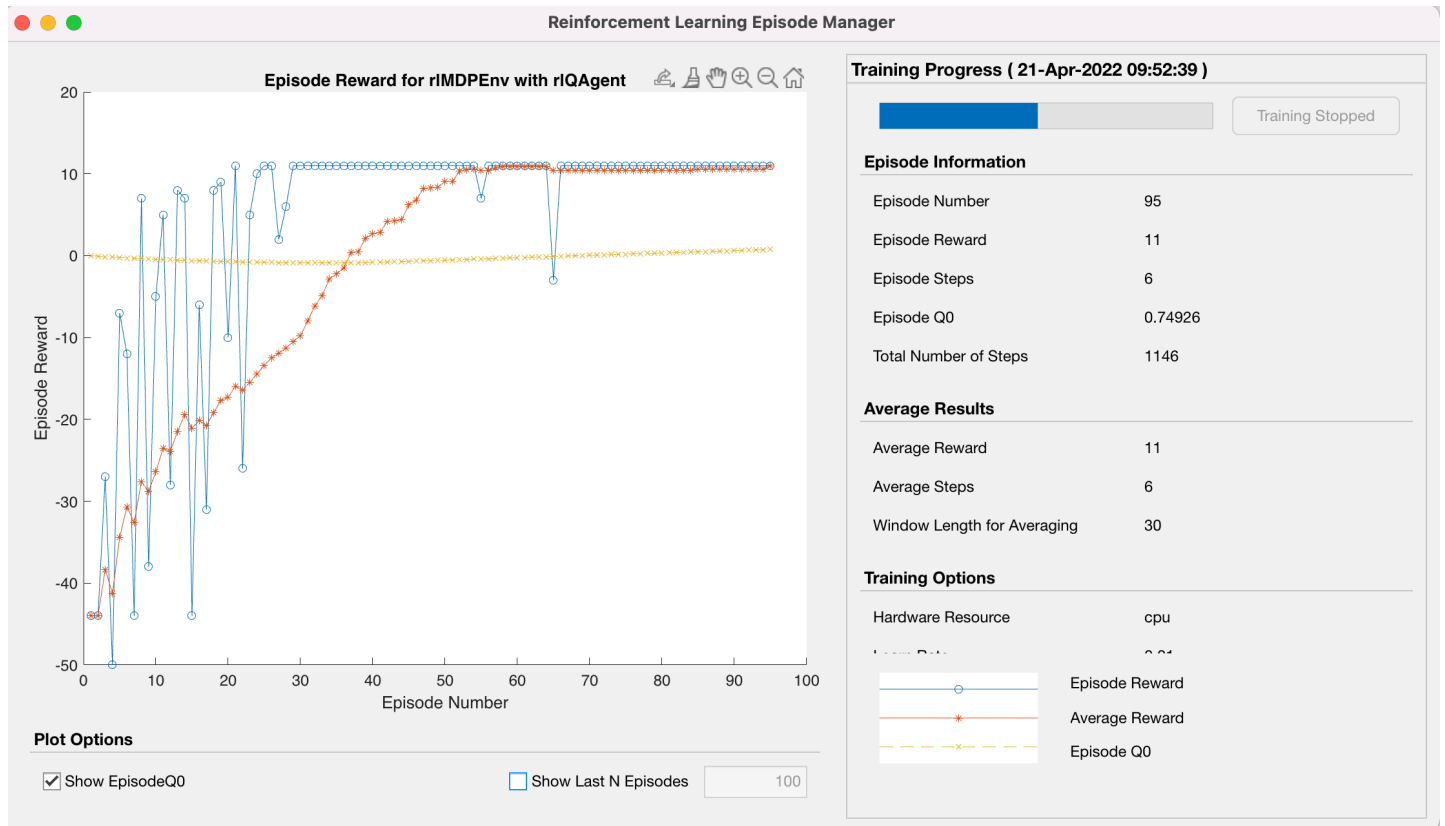 Reinforcement Learning Episode Manager
Episode Reward for rlMDPEnv with rlQAgent
20
10
0
-10
-20
-30
-40
-50
Episode Reward
0 10 20 30 40 50 60 70 80 90 100
Episode Number
Plot Options
Show EpisodeQ0
Show Last N Episodes 100
Training Progress ( 21-Apr-2022 09:52:39 )
Training Stopped
Episode Information
Episode Number 95
Episode Reward 11
Episode Steps 6
Episode Q0 0.74926
Total Number of Steps 1146
Average Results
Average Reward 11
Average Steps 6
Window Length for Averaging 30
Training Options
Hardware Resource cpu
Episode Reward
Average Reward
Episode Q0